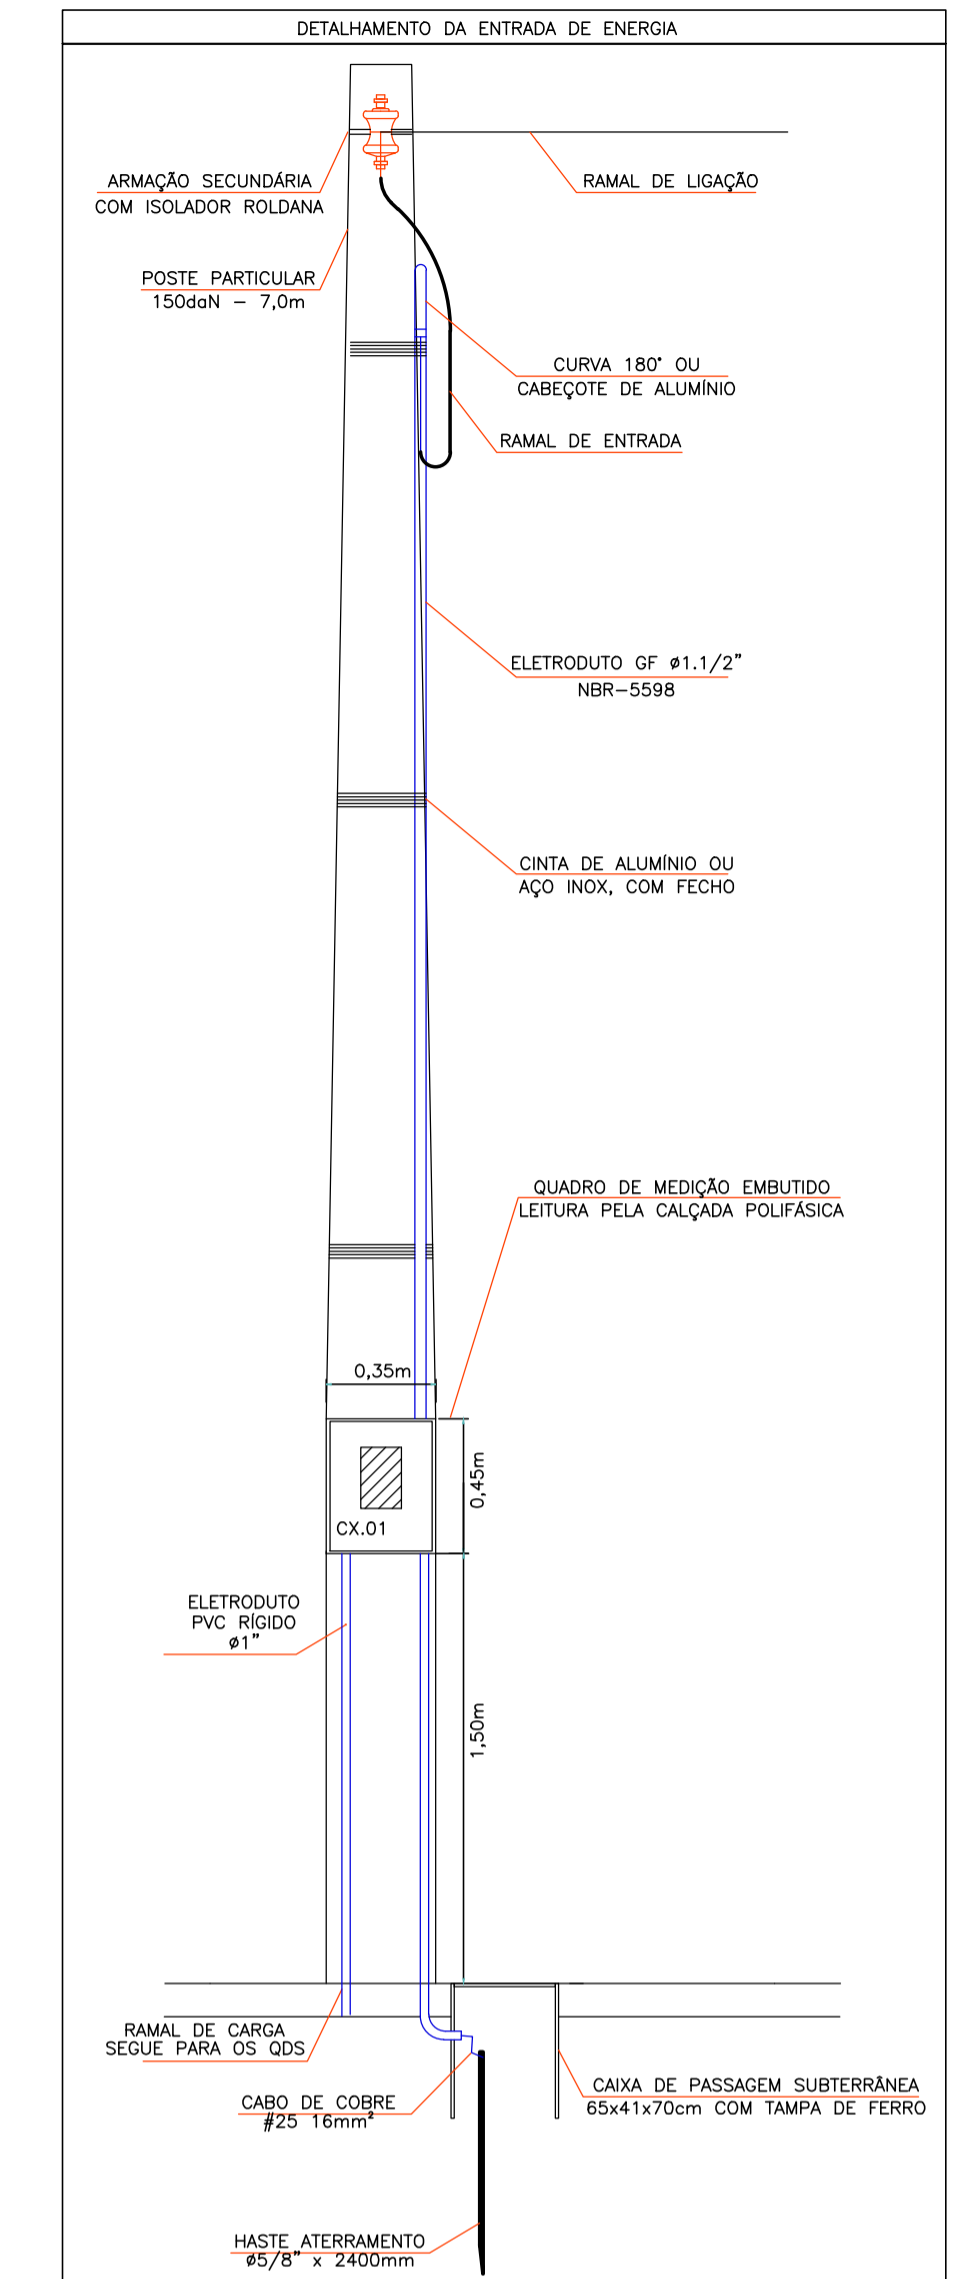 DETALHAMENTO DA ENTRADA DE ENERGIA
ARMAÇÃO SECUNDÁRIA
COM ISOLADOR ROLDANA
RAMAL DE LIGAÇÃO
POSTE PARTICULAR
150daN – 7,0m
CURVA 180° OU
CABEÇOTE DE ALUMÍNIO
RAMAL DE ENTRADA
ELETRODUTO GF ø1.1/2"
NBR–5598
CINTA DE ALUMÍNIO OU
AÇO INOX, COM FECHO
QUADRO DE MEDIÇÃO EMBUTIDO
LEITURA PELA CALÇADA POLIFÁSICA
0,35m
0,45m
CX.01
ELETRODUTO
PVC RÍGIDO
ø1"
1,50m
RAMAL DE CARGA
SEGUE PARA OS QDS
CABO DE COBRE
#25 16mm²
CAIXA DE PASSAGEM SUBTERRÂNEA
65x41x70cm COM TAMPA DE FERRO
HASTE ATERRAMENTO
ø5/8" x 2400mm